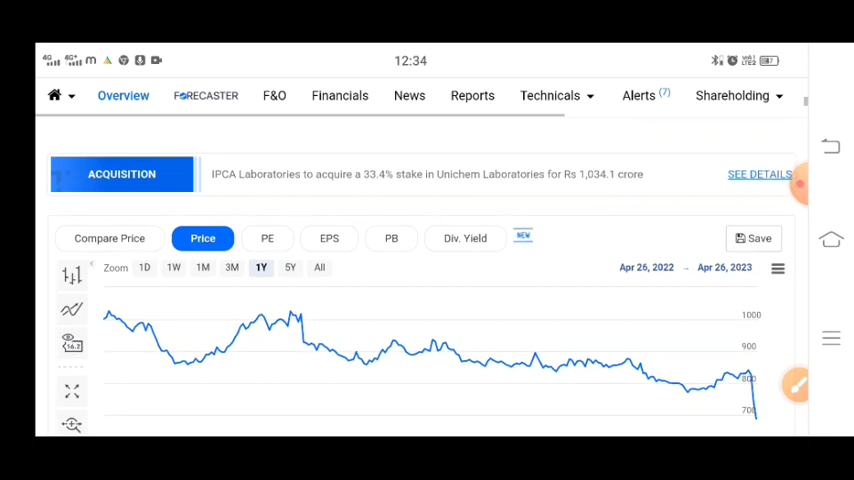 12:34
Overview FORECASTER F&O Financials News Reports Technicals Alerts (7) Shareholding
ACQUISITION IPCA Laboratories to acquire a 33.4% stake in Unichem Laboratories for Rs 1,034.1 crore SEE DETAILS
Compare Price Price PE EPS PB Div. Yield NEW Save
Zoom 1D 1W 1M 3M 1Y 5Y All Apr 26, 2022 → Apr 26, 2023
1000
900
800
700